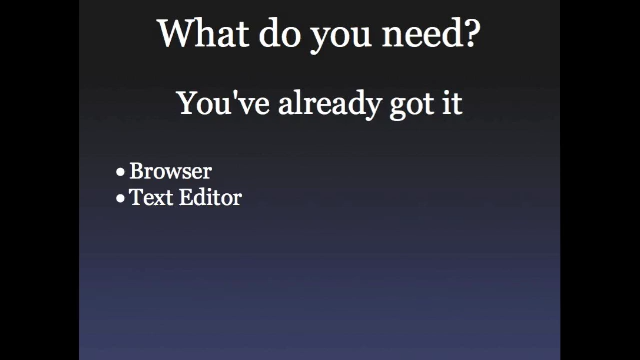 What do you need?
You've already got it
• Browser
• Text Editor